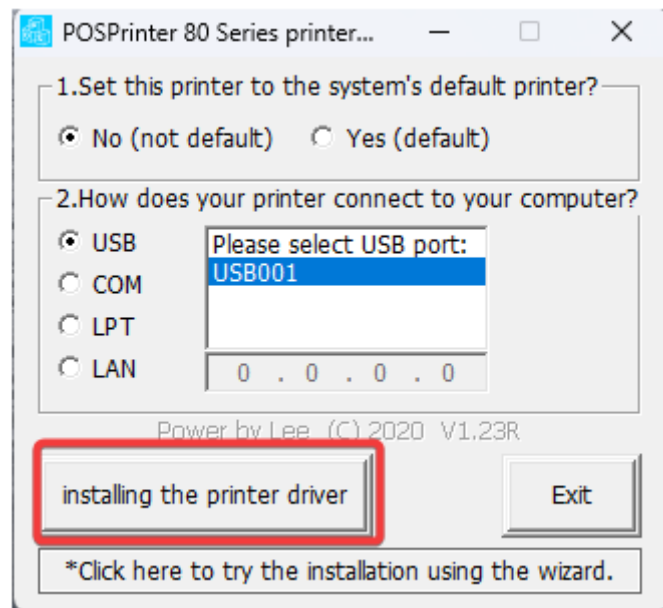 POSPrinter 80 Series printer...
1.Set this printer to the system's default printer?
No (not default) Yes (default)
2.How does your printer connect to your computer?
USB
COM
LPT
LAN
Please select USB port:
USB001
0 . 0 . 0 . 0
Power by Lee (C) 2020 V1.23R
installing the printer driver
Exit
*Click here to try the installation using the wizard.